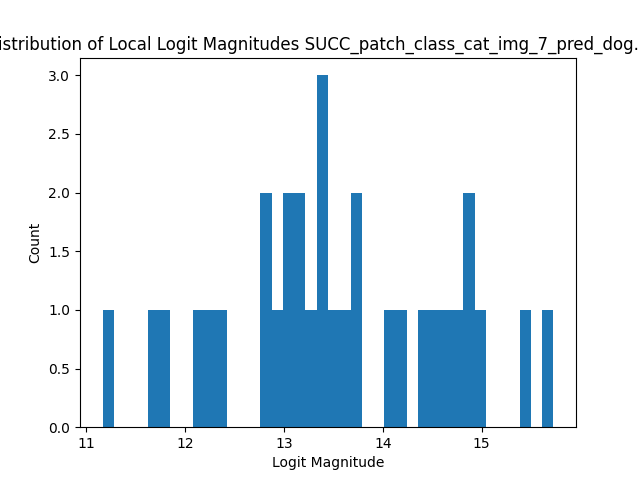 istribution of Local Logit Magnitudes SUCC_patch_class_cat_img_7_pred_dog.
3.0
2.5
2.0
1.5
1.0
0.5
0.0
Count
11 12 13 14 15
Logit Magnitude